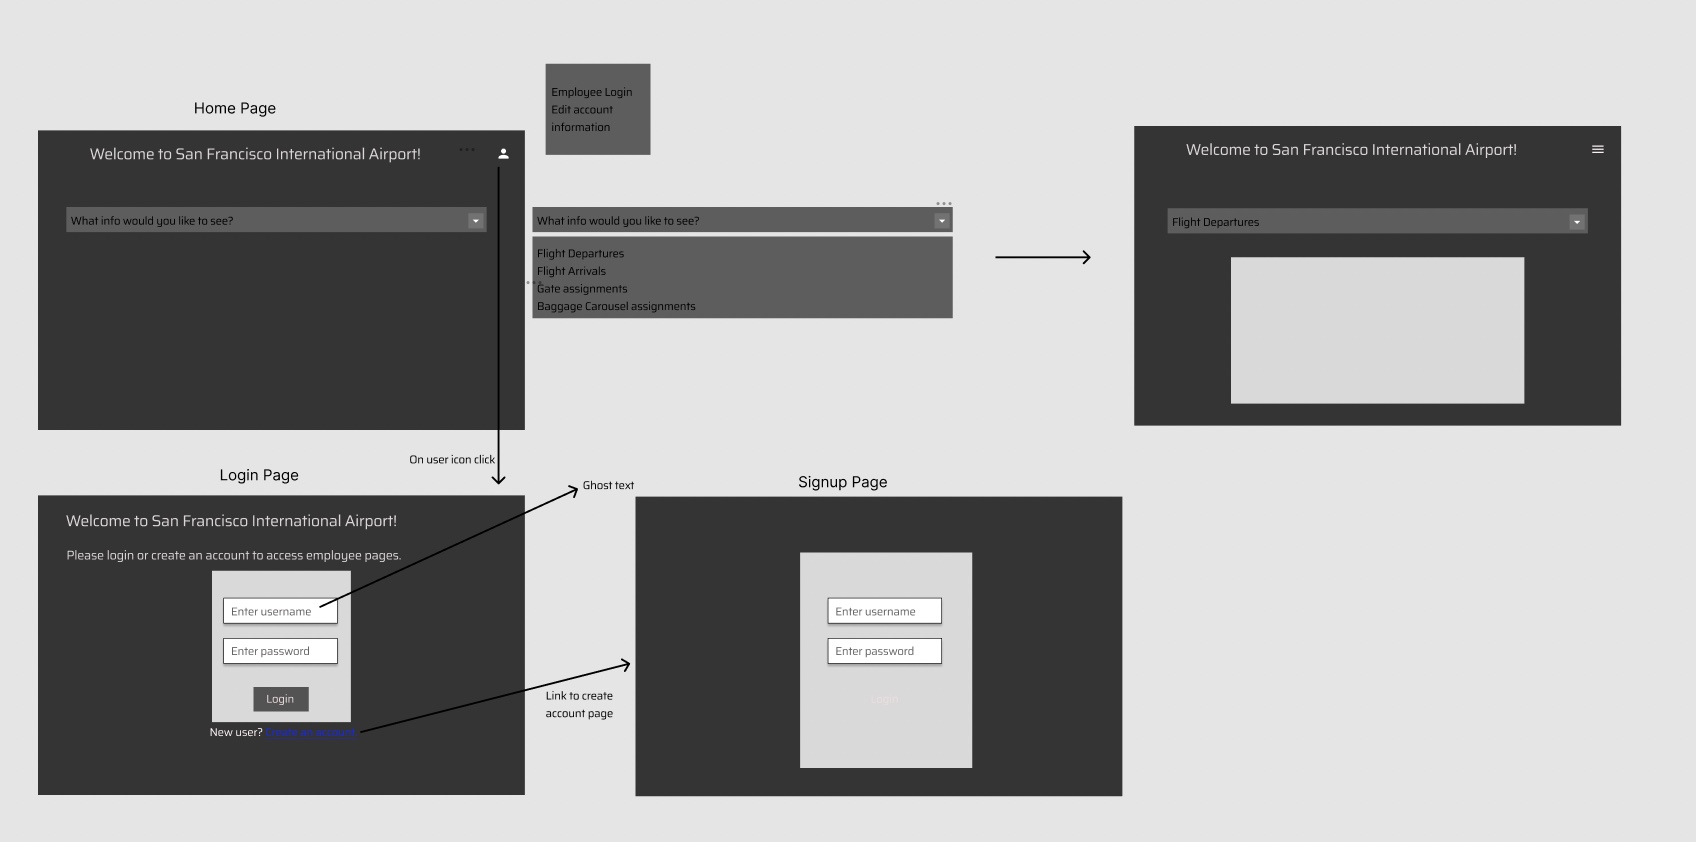 Employee Login
Edit account
information
Home Page
Welcome to San Francisco International Airport!
What info would you like to see?
What info would you like to see?
Flight Departures
Flight Arrivals
Gate assignments
Baggage Carousel assignments
Welcome to San Francisco International Airport!
Flight Departures
On user icon click
Login Page
Welcome to San Francisco International Airport!
Please login or create an account to access employee pages.
Enter username
Enter password
Login
New user? Create an account
Ghost text
Link to create
account page
Signup Page
Enter username
Enter password
Login